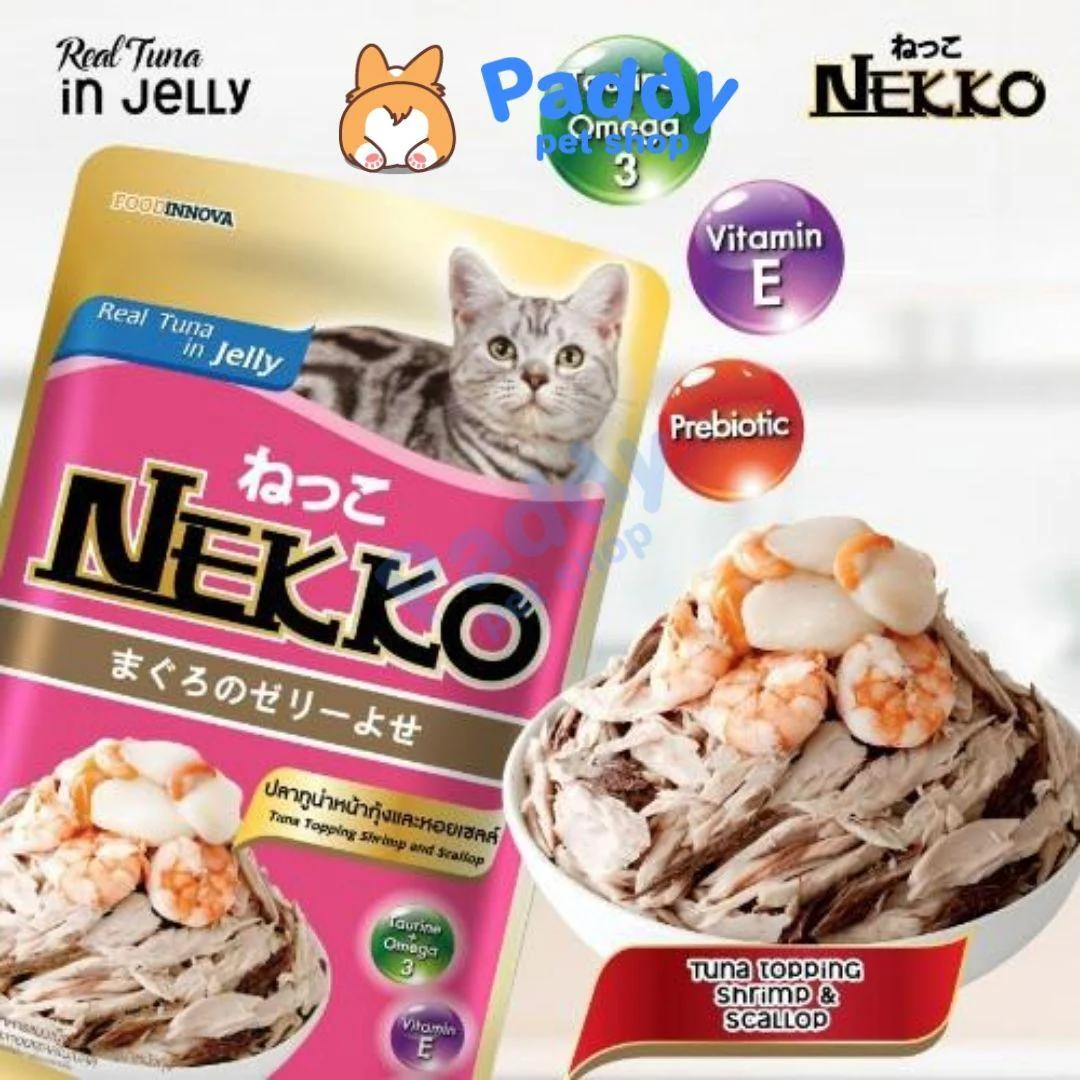 Real Tuna
in Jelly
Paddy
pet shop
Omega
3
ねっこ
NEKKO
FOODINNOVA
Vitamin
E
Real Tuna
in Jelly
Prebiotic
ねっこ
NEKKO
Paddy
pet shop
まぐろのゼリーよせ
ปลาทูน่าหน้ากุ้งและหอยเชลล์
Tuna Topping Shrimp and Scallop
Taurine
+
Omega
3
Vitamin
E
Tuna topping
Shrimp &
Scallop